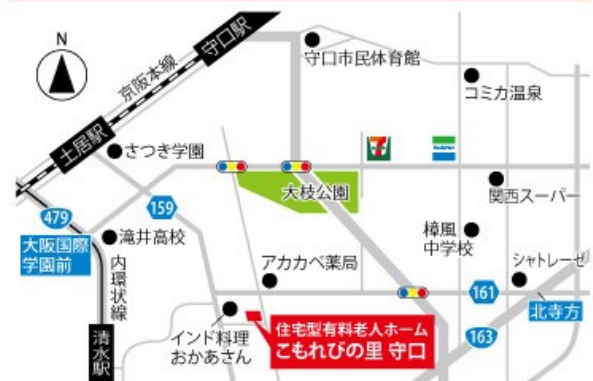 N
守口駅
京阪本線
守口市民体育館
コミカ温泉
土居駅
さつき学園
7
大枝公園
関西スーパー
479
159
大阪国際
学園前
滝井高校
樟風
中学校
アカカベ薬局
シャトレーゼ
内環状線
161
北寺方
インド料理
おかあさん
住宅型有料老人ホーム
こもれびの里 守口
163
清水駅